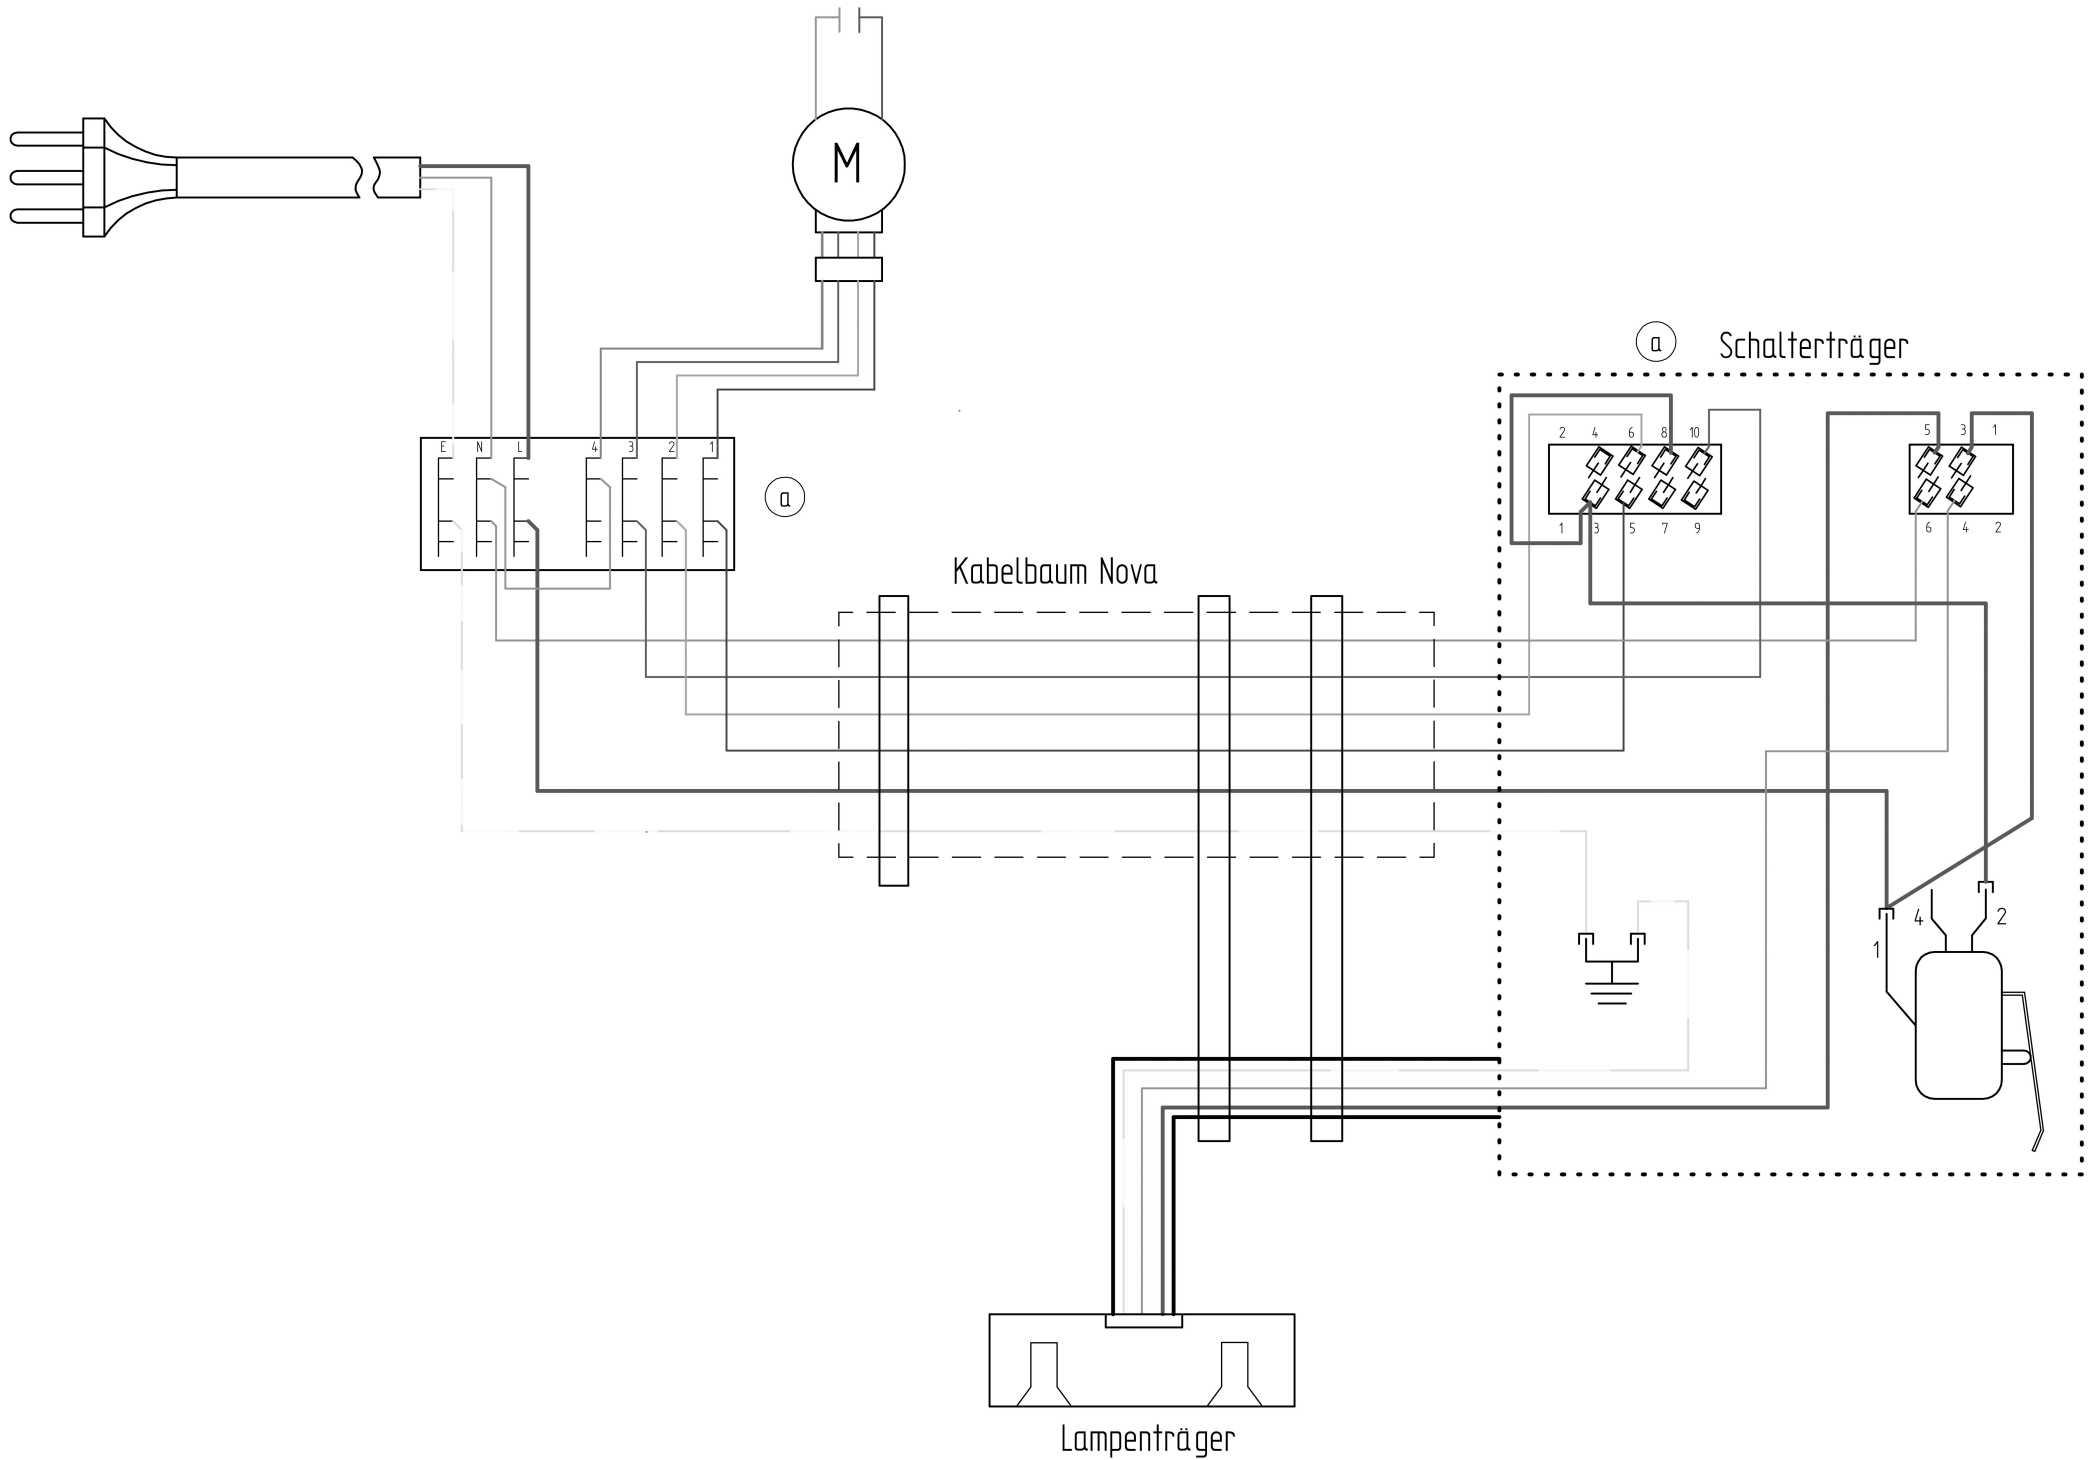 M
a Schalterträger
2 4 6 8 10
5 3 1
E N L 4 3 2 1
a
1 3 5 7 9
6 4 2
Kabelbaum Nova
4 2
1
Lampenträger